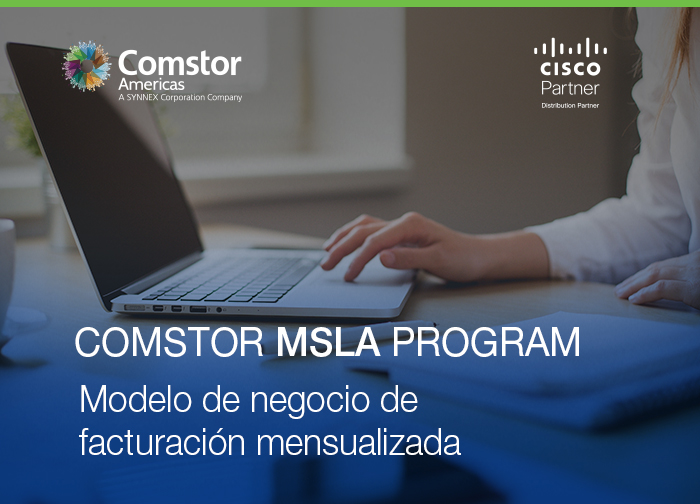 Comstor
Americas
A SYNNEX Corporation Company
CISCO
Partner
Distribution Partner
COMSTOR MSLA PROGRAM
Modelo de negocio de
facturación mensualizada